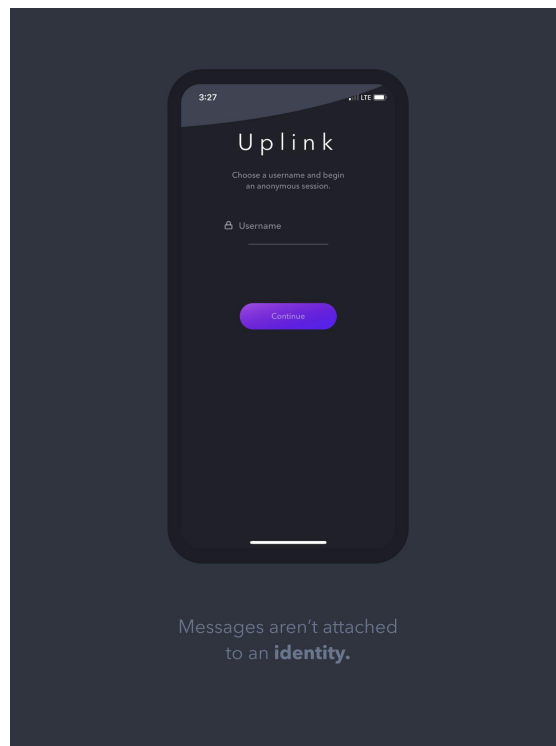 3:27
LTE
Uplink
Choose a username and begin
an anonymous session.
Username
Continue
Messages aren't attached
to an identity.